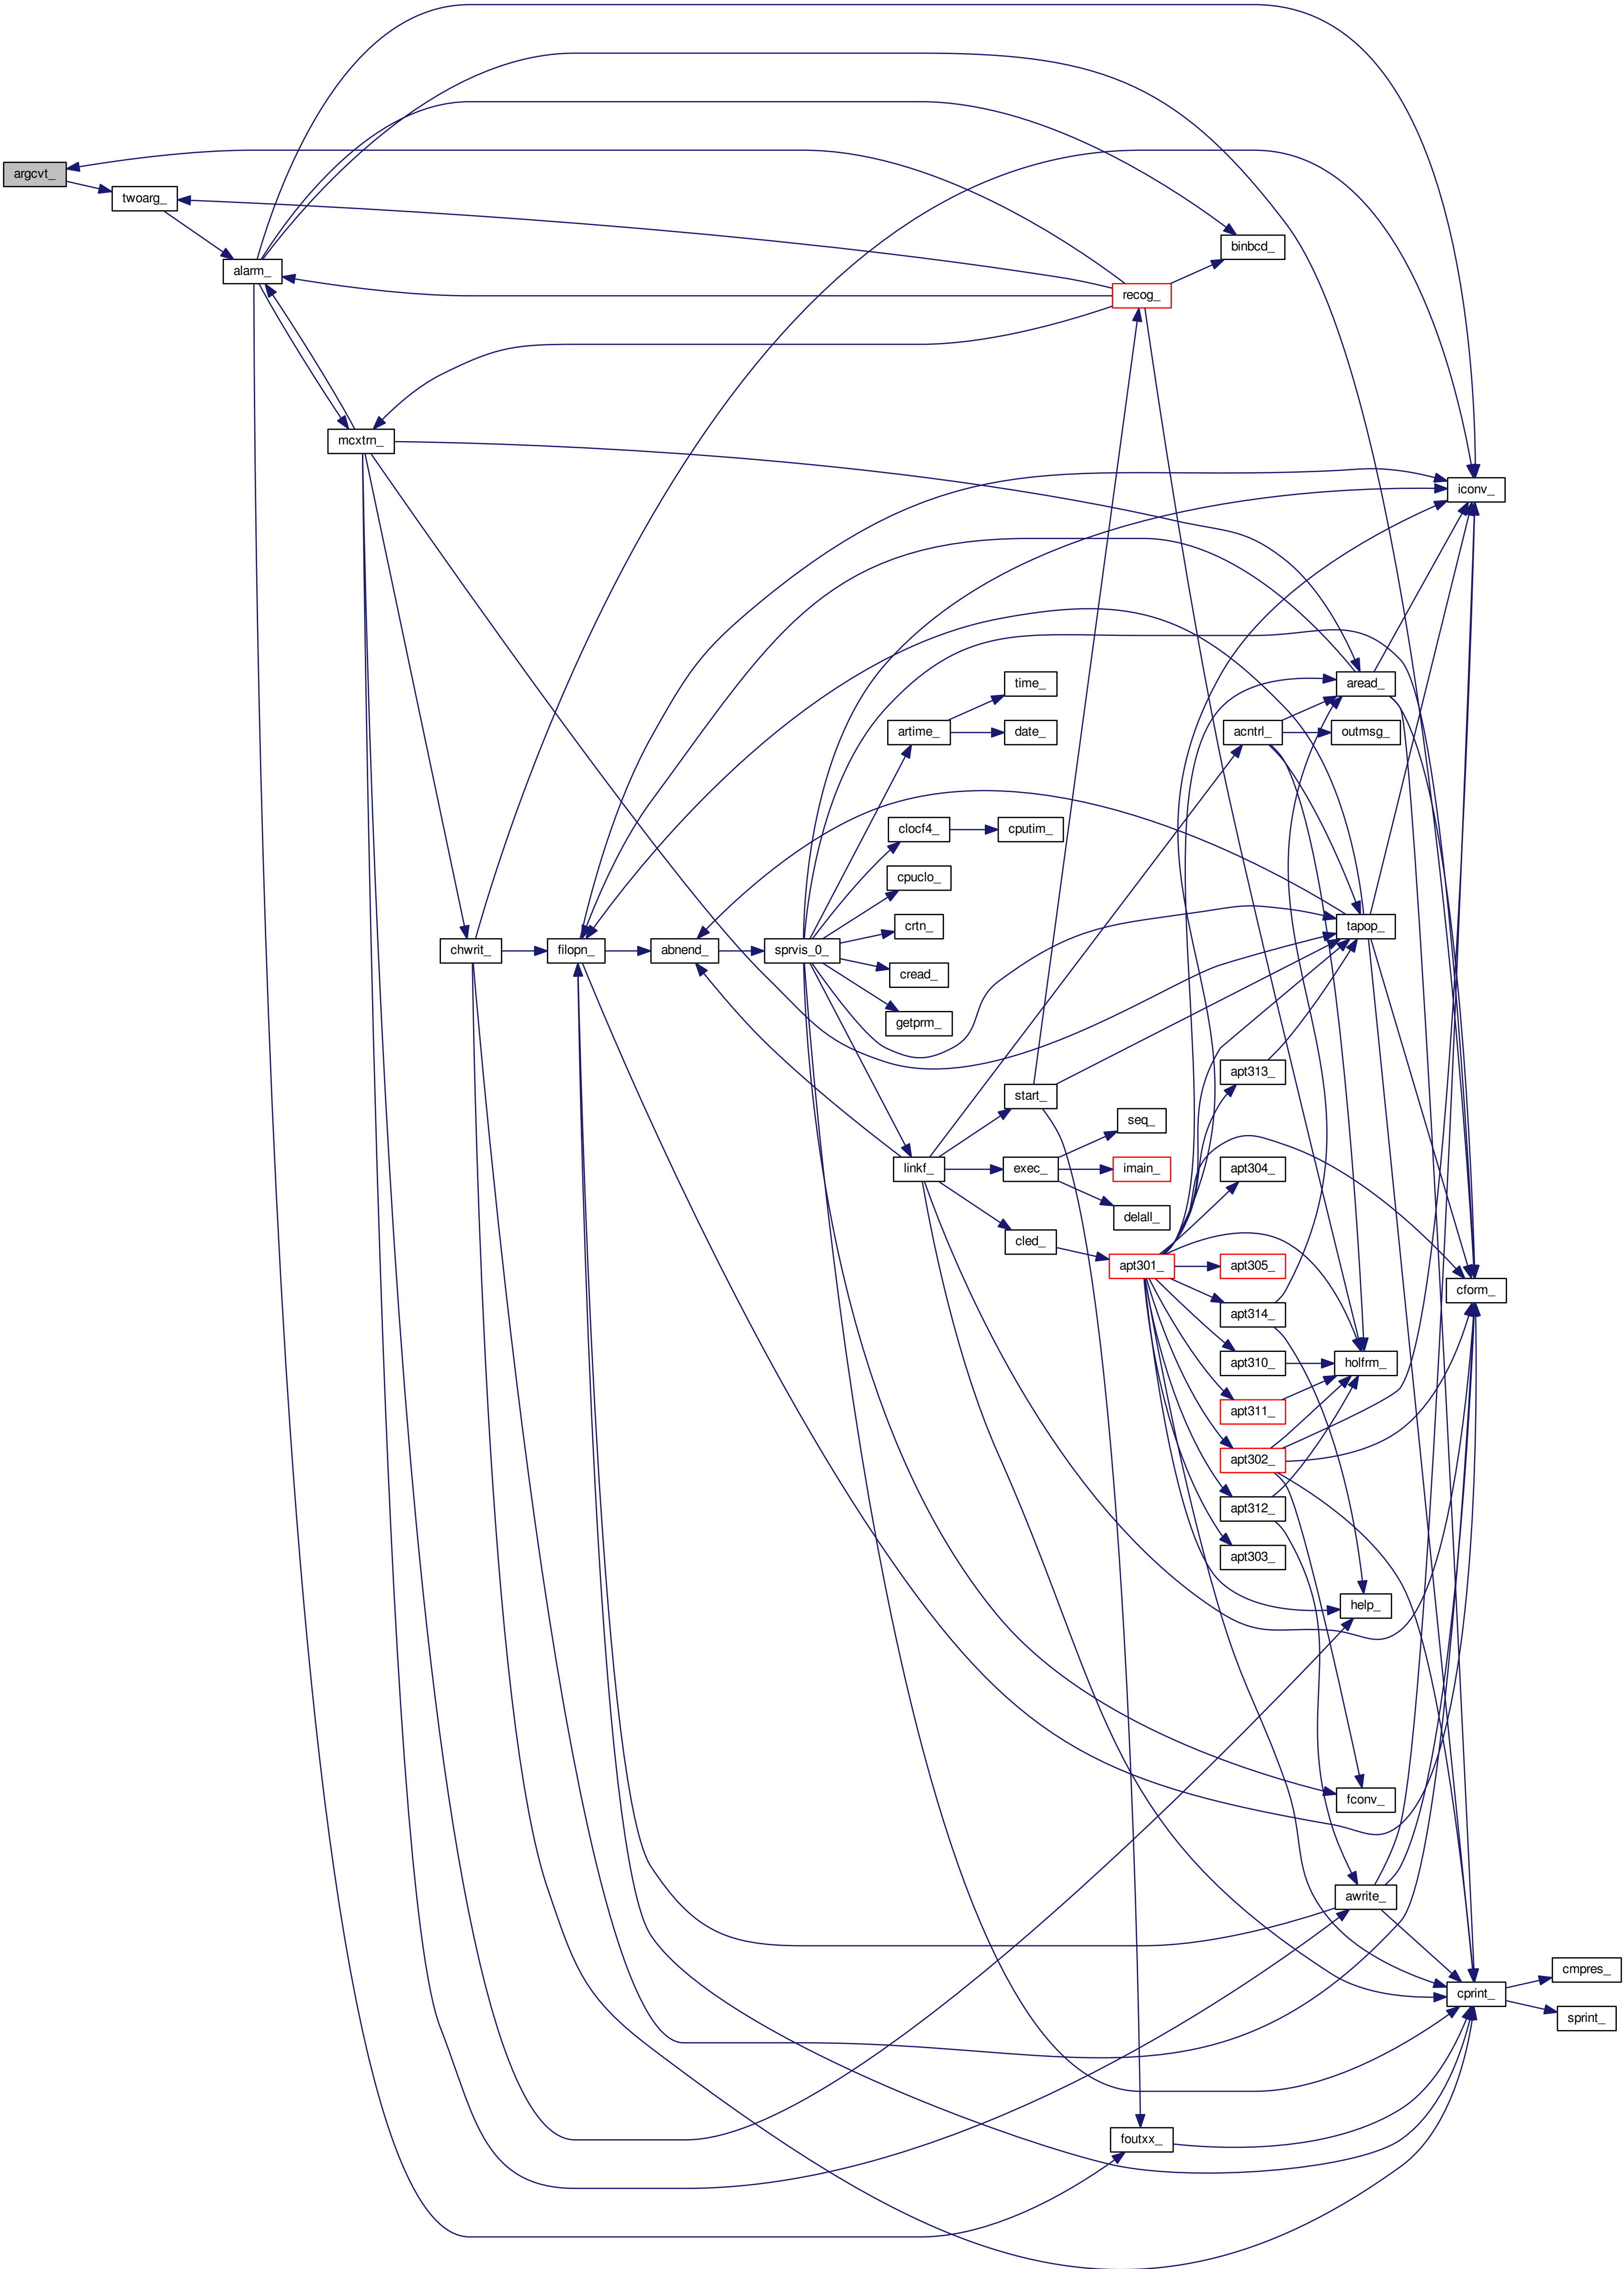 argcvt_
twoarg_
binbcd_
alarm_
recog_
mcxtrn_
iconv_
time_
aread_
artime_
date_
acntrl_
outmsg_
clocf4_
cputim_
cpuclo_
crtn_
tapop_
chwrit_
filopn_
abnend_
sprvis_0_
cread_
getprm_
apt313_
start_
seq_
linkf_
exec_
imain_
apt304_
delall_
cled_
apt301_
apt305_
cform_
apt314_
apt310_
holfrm_
apt311_
apt302_
apt312_
apt303_
help_
fconv_
awrite_
cmpres_
cprint_
sprint_
foutxx_